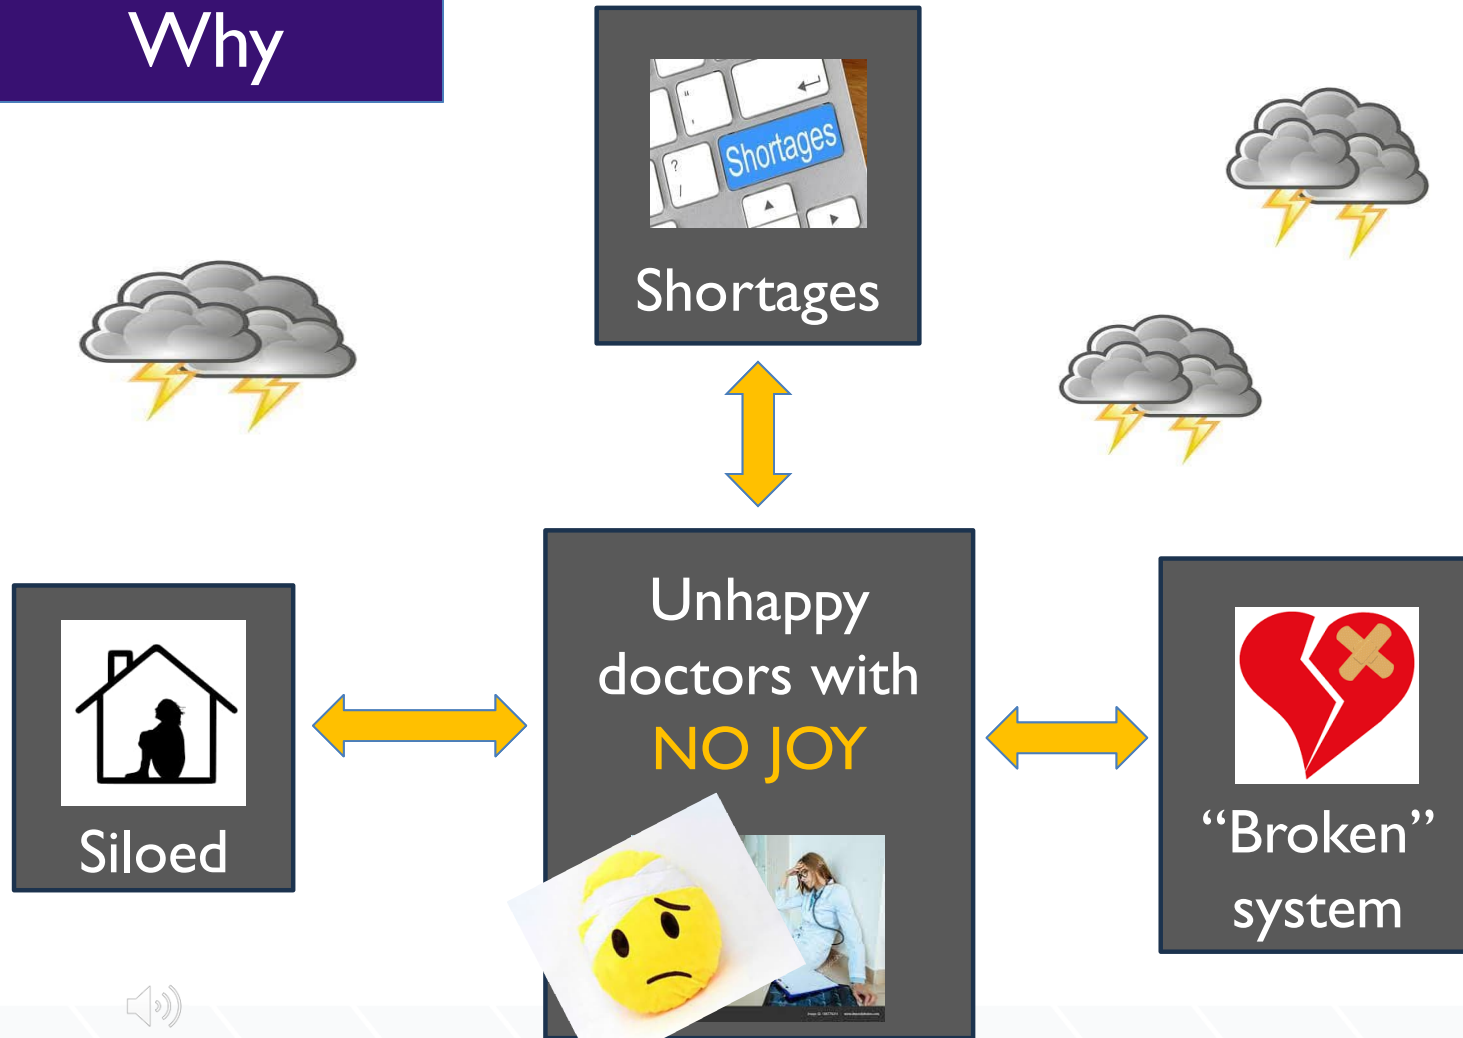 Why
Shortages
Shortages
Unhappy
doctors with
NO JOY
Siloed
“Broken”
system